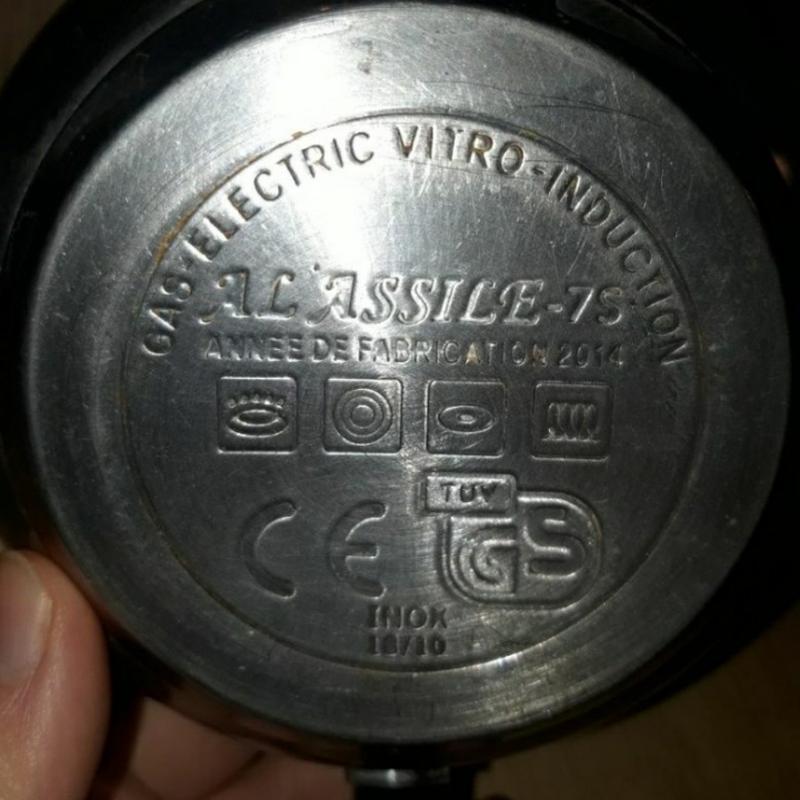 GAS-ELECTRIC VITRO-INDUCTION
AL'ASSILE-7S
ANNEE DE FABRICATION 2014
CE
TUV
GS
INOX
18/10